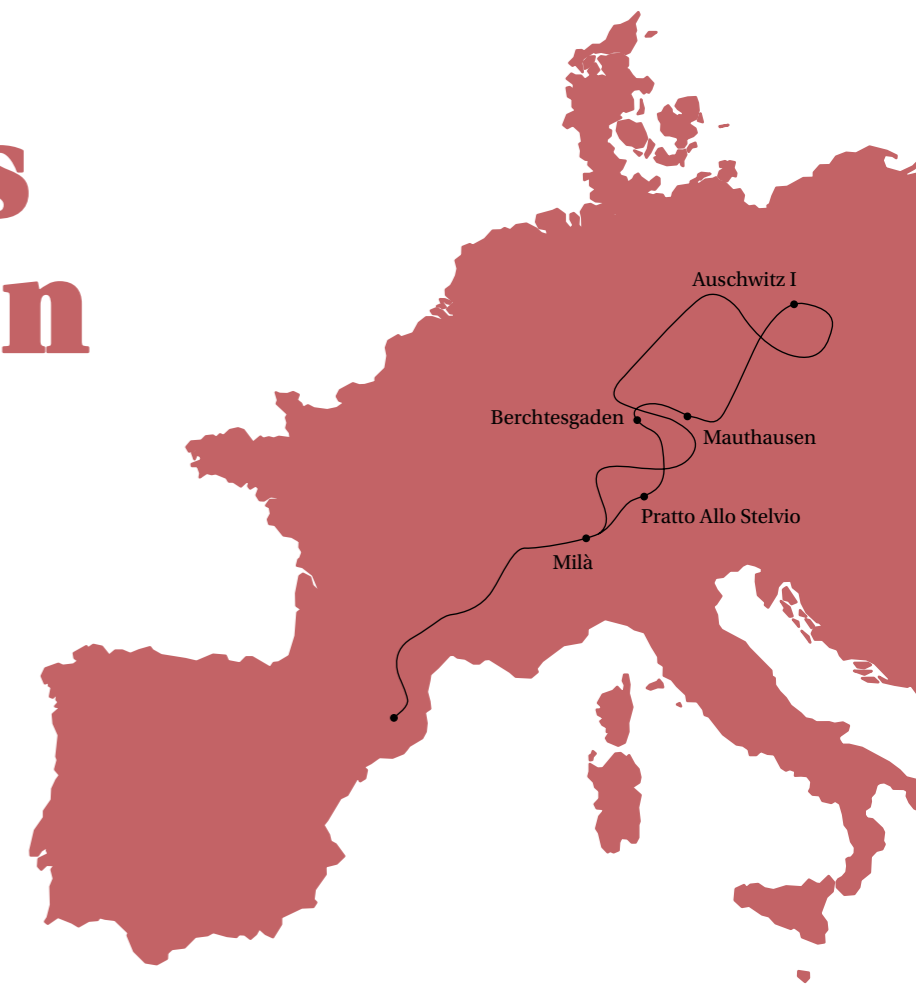 s
n
Auschwitz I
Berchtesgaden
Mauthausen
Pratto Allo Stelvio
Milà